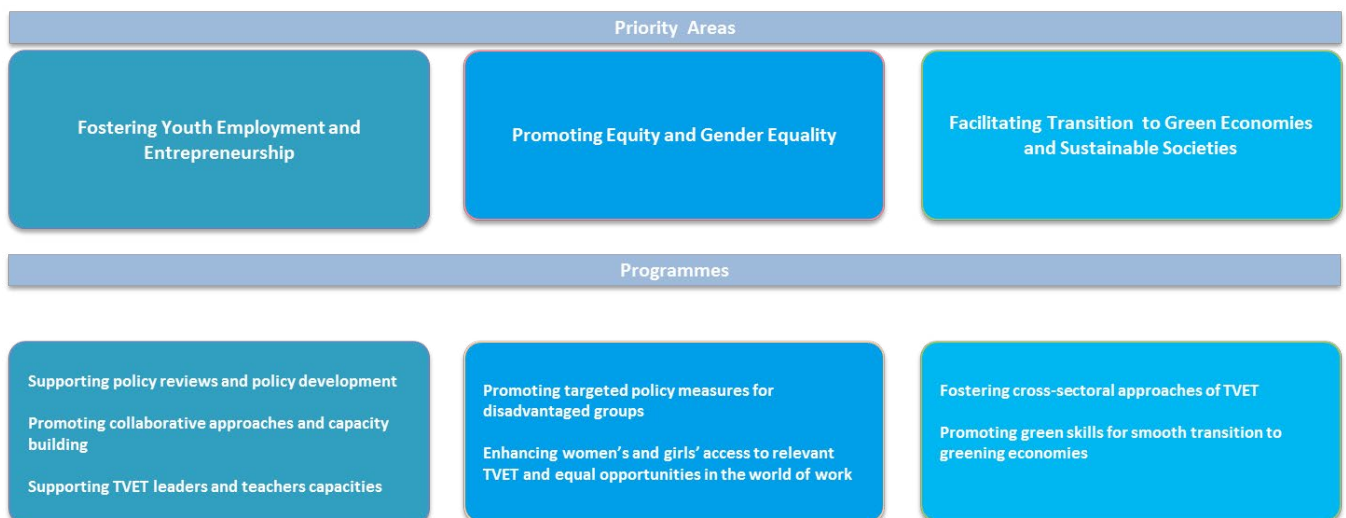 Priority Areas
Fostering Youth Employment and
Entrepreneurship
Promoting Equity and Gender Equality
Facilitating Transition to Green Economies
and Sustainable Societies
Programmes
Supporting policy reviews and policy development
Promoting collaborative approaches and capacity
building
Supporting TVET leaders and teachers capacities
Promoting targeted policy measures for
disadvantaged groups
Enhancing women's and girls' access to relevant
TVET and equal opportunities in the world of work
Fostering cross-sectoral approaches of TVET
Promoting green skills for smooth transition to
greening economies